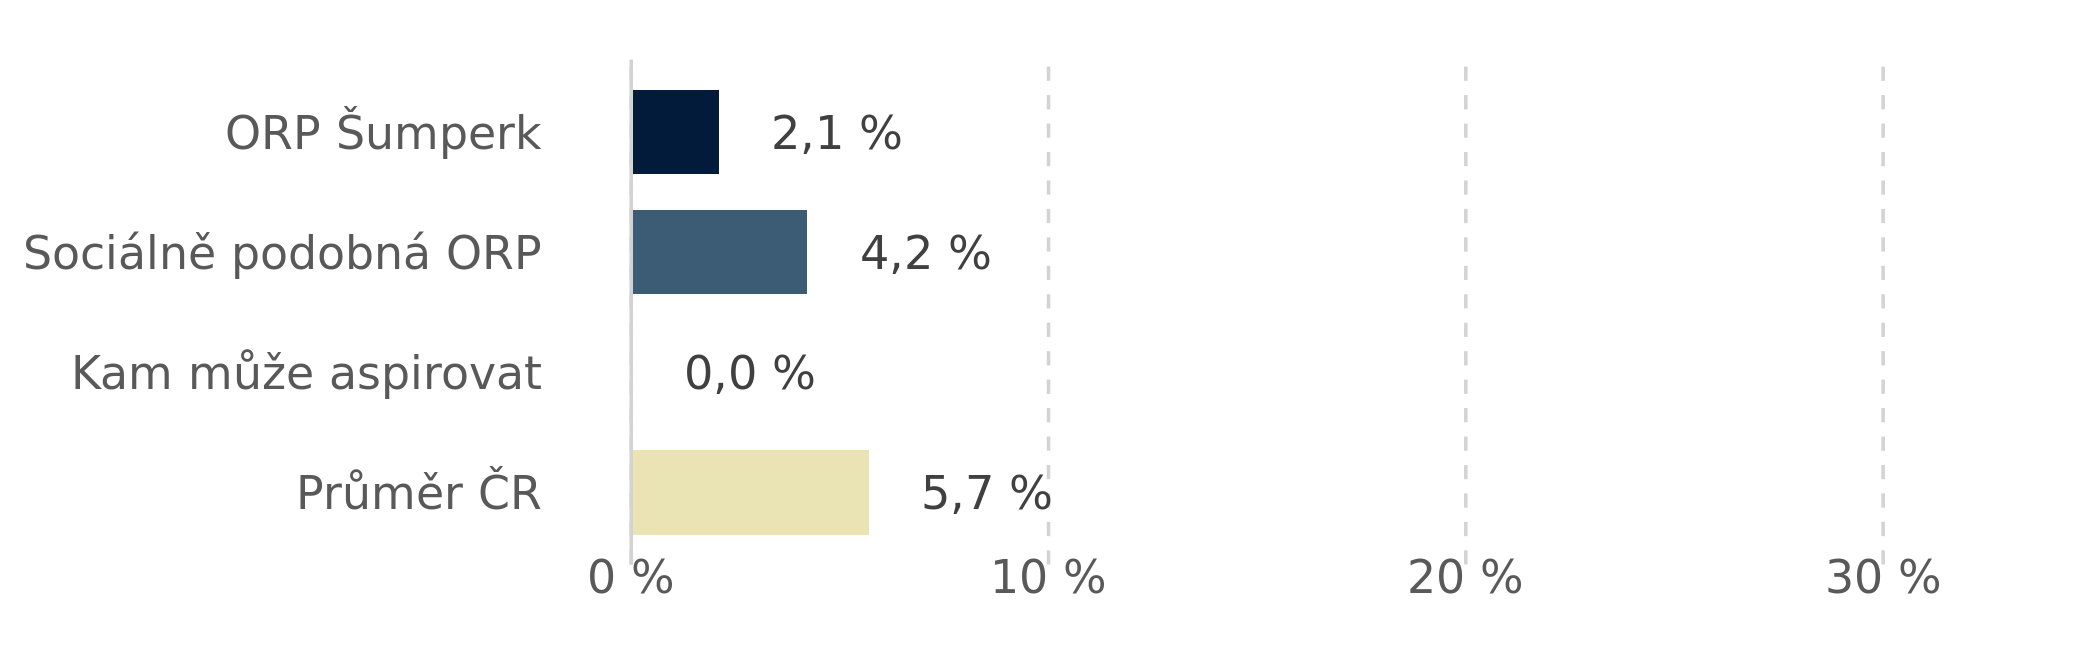 ORP Šumperk 2,1 %
Sociálně podobná ORP 4,2 %
Kam může aspirovat 0,0 %
Průměr ČR 5,7 %
0 % 10 % 20 % 30 %